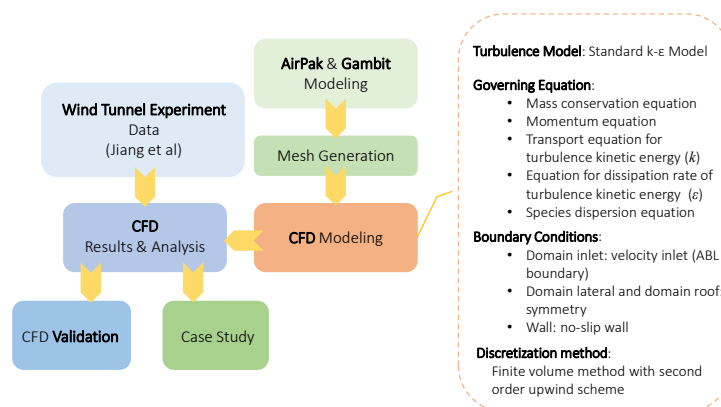 AirPak & Gambit
Modeling
Wind Tunnel Experiment
Data
(Jiang et al)
Mesh Generation
CFD
Results & Analysis
CFD Modeling
CFD Validation
Case Study
Turbulence Model: Standard k-ε Model
Governing Equation:
• Mass conservation equation
• Momentum equation
• Transport equation for
turbulence kinetic energy (k)
• Equation for dissipation rate of
turbulence kinetic energy (ε)
• Species dispersion equation
Boundary Conditions:
• Domain inlet: velocity inlet (ABL
boundary)
• Domain lateral and domain roof:
symmetry
• Wall: no-slip wall
Discretization method:
Finite volume method with second
order upwind scheme